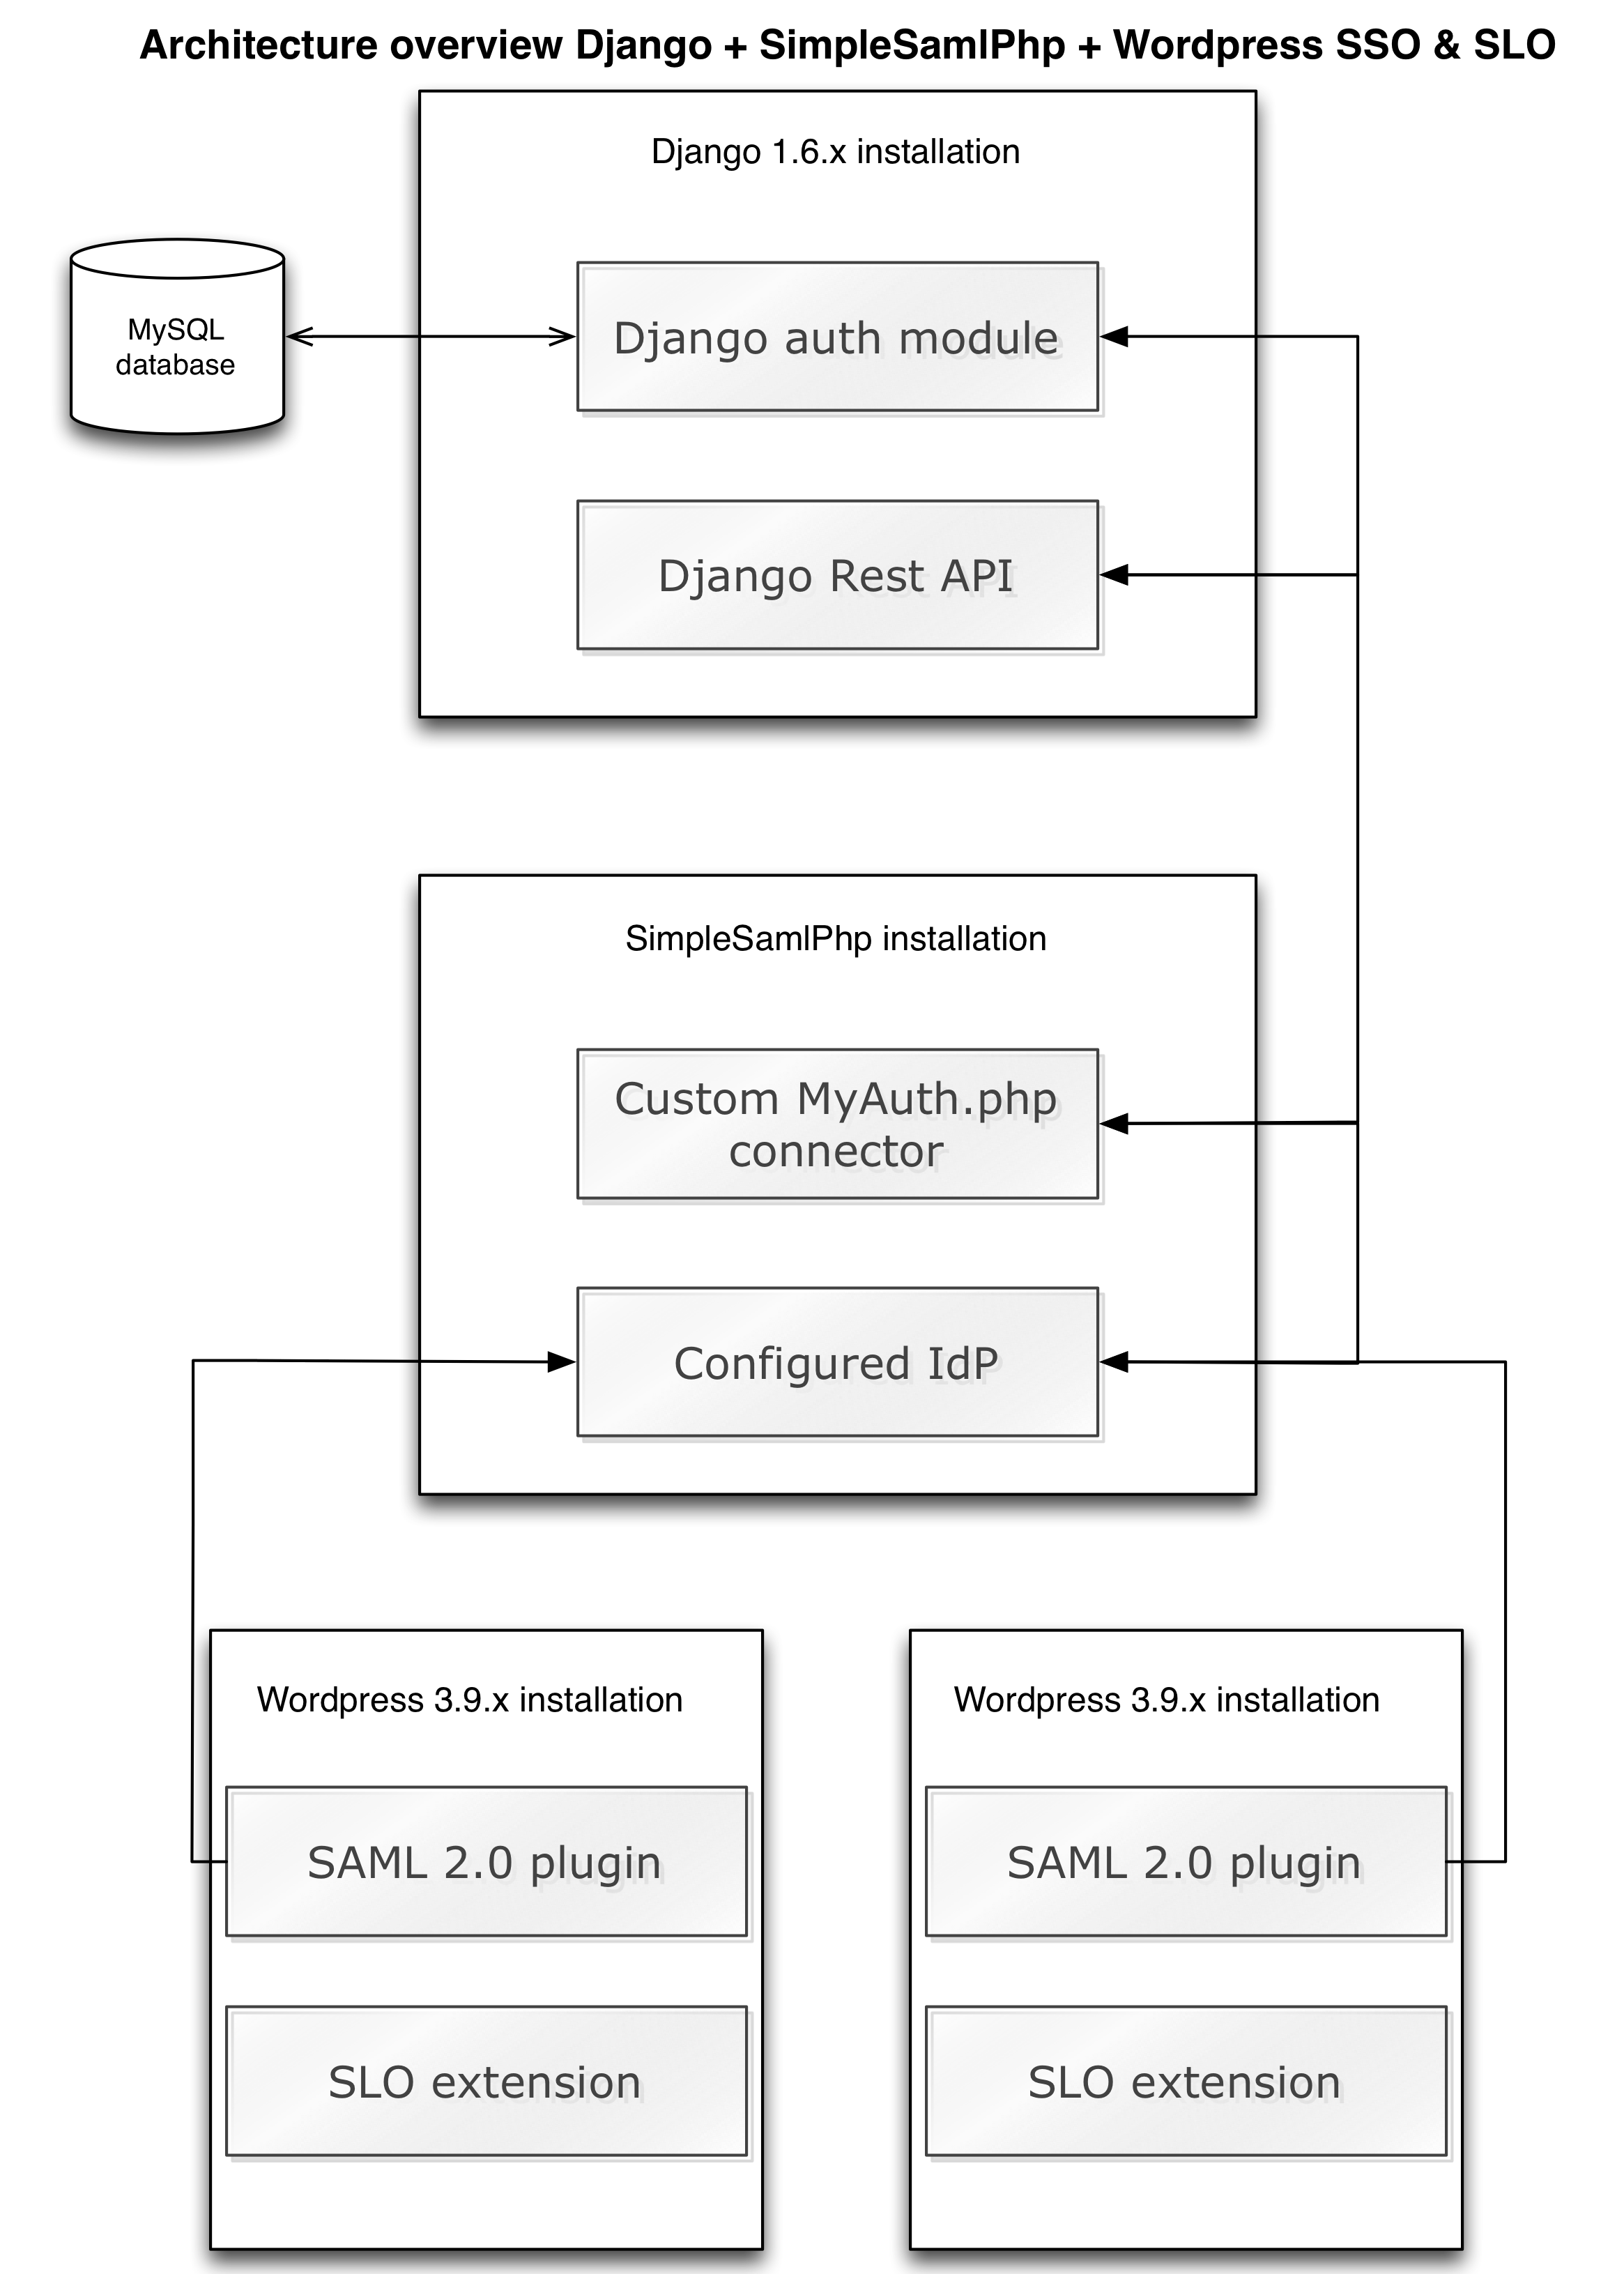 Architecture overview Django + SimpleSamlPhp + Wordpress SSO & SLO
Django 1.6.x installation
MySQL
database
Django auth module
Django Rest API
SimpleSamlPhp installation
Custom MyAuth.php
connector
Configured IdP
Wordpress 3.9.x installation
SAML 2.0 plugin
SLO extension
Wordpress 3.9.x installation
SAML 2.0 plugin
SLO extension